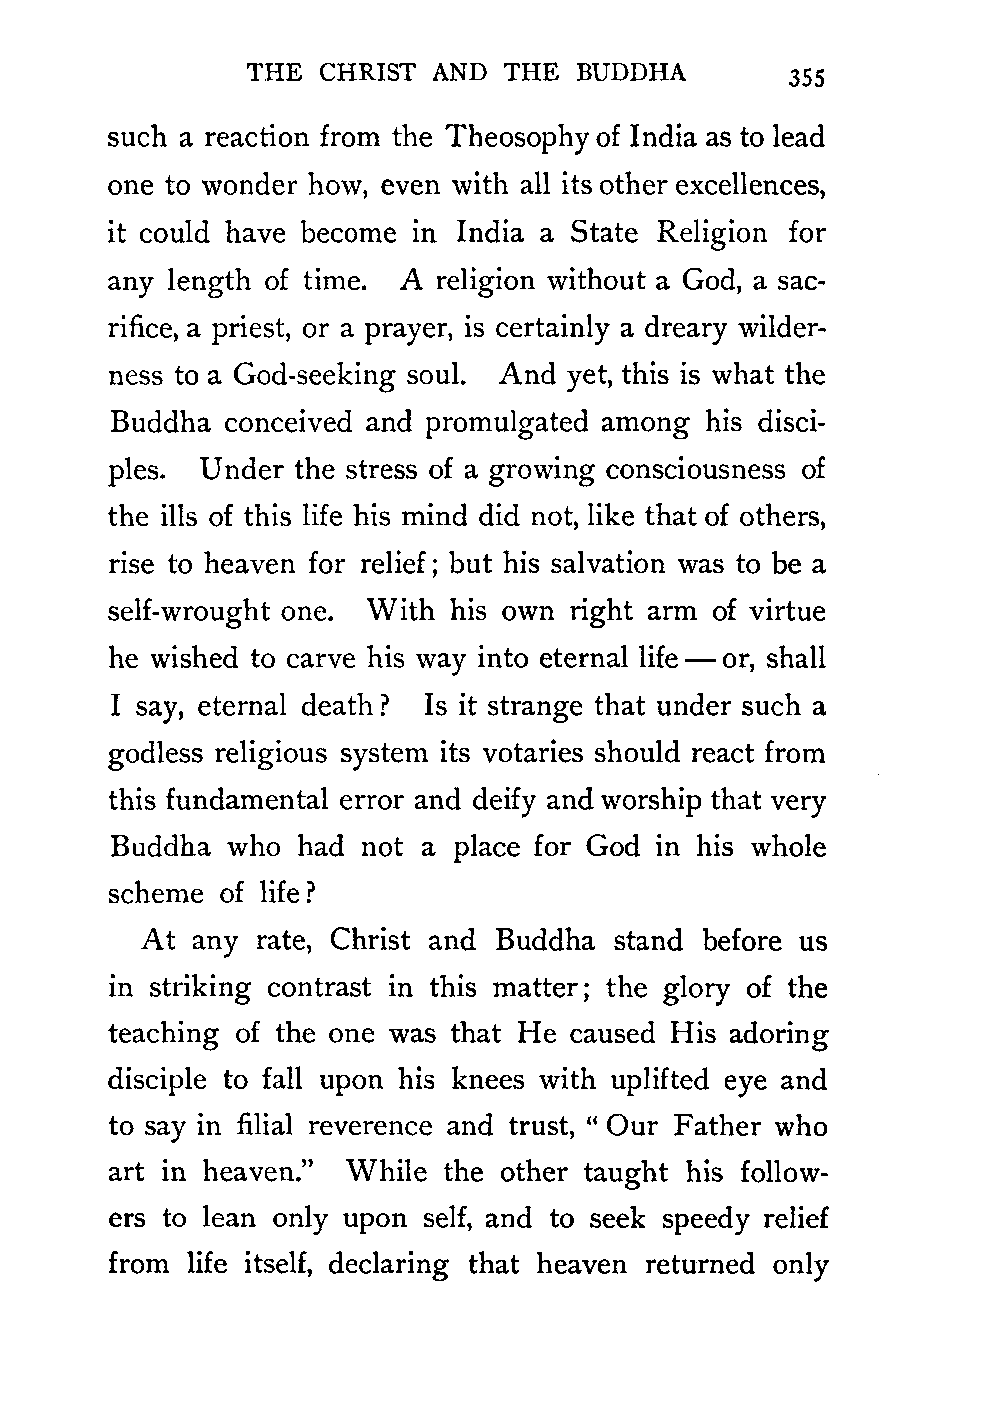 THE CHRIST AND THE BUDDHA 355
such a reaction from the Theosophy of India as to lead
one to wonder how, even with all its other excellences,
it could have become in India a State Religion for
any length of time. A religion without a God, a sac-
rifice, a priest, or a prayer, is certainly a dreary wilder-
ness to a God-seeking soul. And yet, this is what the
Buddha conceived and promulgated among his disci-
ples. Under the stress of a growing consciousness of
the ills of this life his mind did not, like that of others,
rise to heaven for relief; but his salvation was to be a
self-wrought one. With his own right arm of virtue
he wished to carve his way into eternal life — or, shall
I say, eternal death? Is it strange that under such a
godless religious system its votaries should react from
this fundamental error and deify and worship that very
Buddha who had not a place for God in his whole
scheme of life?
At any rate, Christ and Buddha stand before us
in striking contrast in this matter; the glory of the
teaching of the one was that He caused His adoring
disciple to fall upon his knees with uplifted eye and
to say in filial reverence and trust, “Our Father who
art in heaven.” While the other taught his follow-
ers to lean only upon self, and to seek speedy relief
from life itself, declaring that heaven returned only